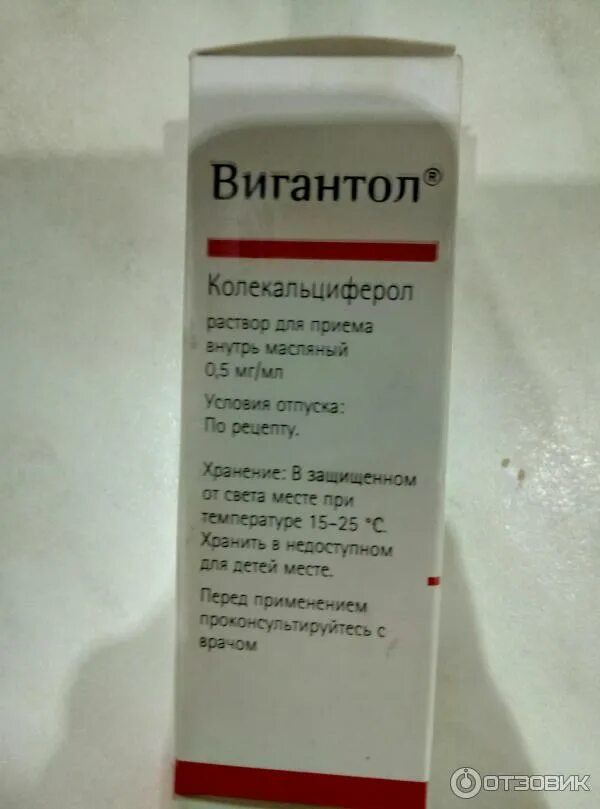 Вигантол®
Колекальциферол
раствор для приема
внутрь масляный
0,5 мг/мл
Условия отпуска:
По рецепту.
Хранение: В защищенном
от света месте при
температуре 15–25 °С.
Хранить в недоступном
для детей месте.
Перед применением
проконсультируйтесь с
врачом
ОТЗОВИК